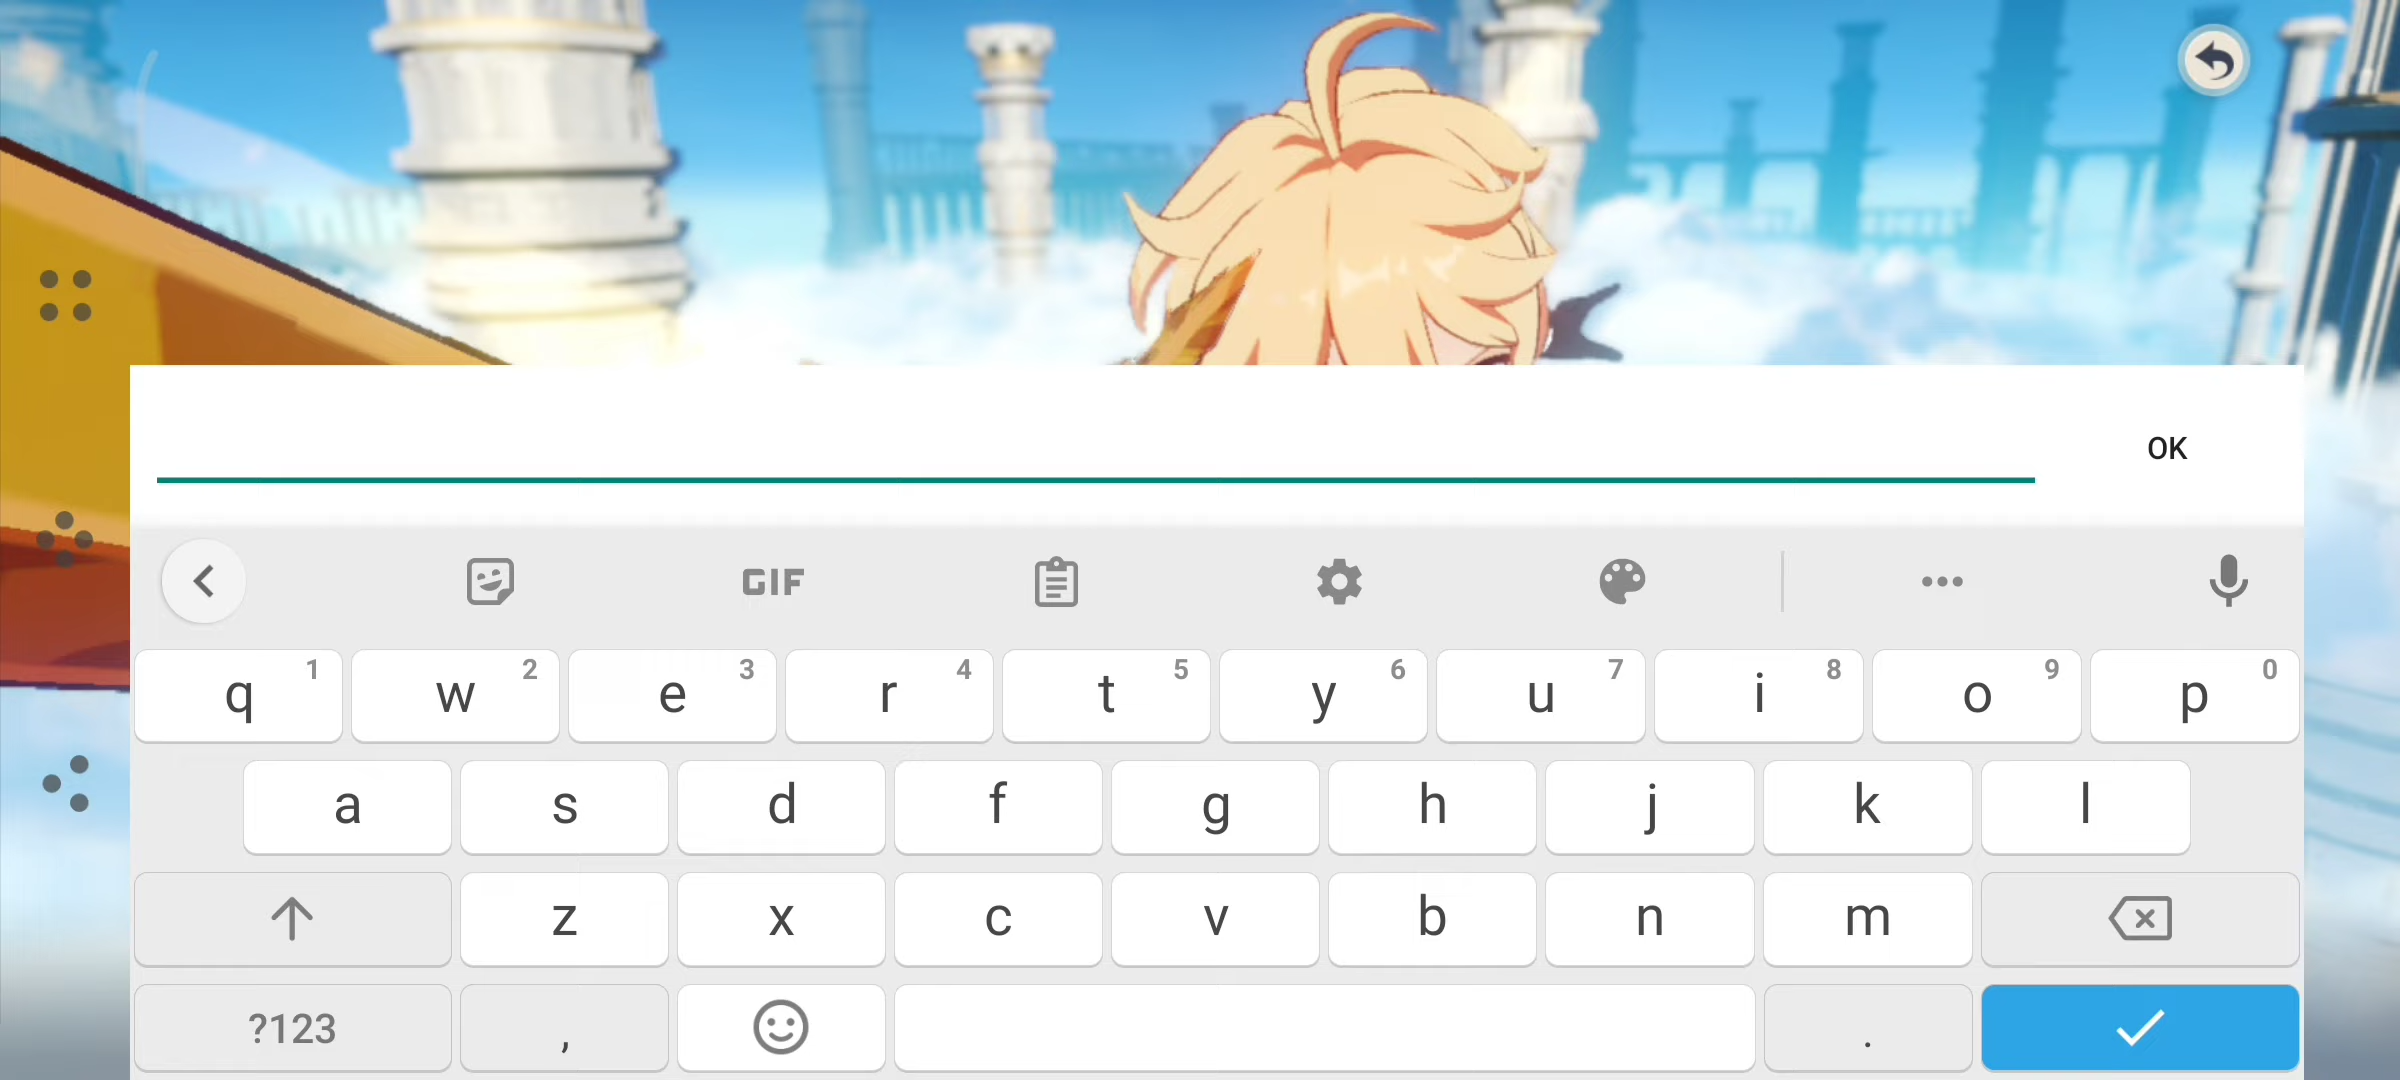 OK
GIF
q 1 w 2 e 3 r 4 t 5 y 6 u 7 i 8 o 9 p 0
a s d f g h j k l
z x c v b n m
?123 , .